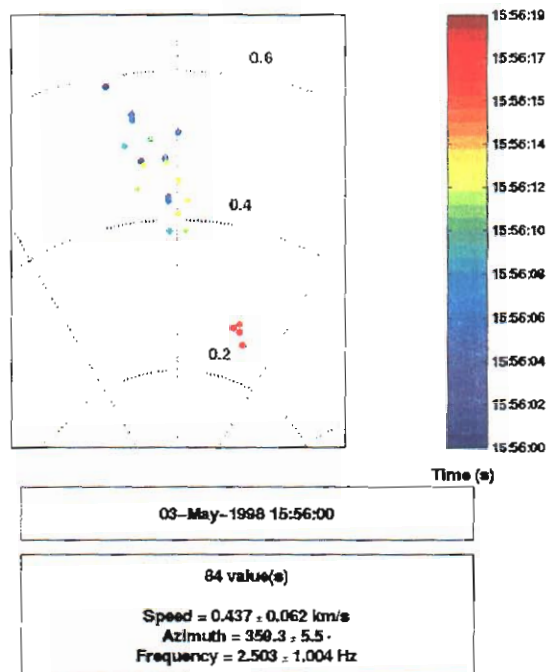 0.6
0.4
0.2
15:56:19
15:56:17
15:56:15
15:56:14
15:56:12
15:56:10
15:56:08
15:56:06
15:56:04
15:56:02
15:56:00
Time (s)
03-May-1998 15:56:00
84 value(s)
Speed = 0.437 ± 0.062 km/s
Azimuth = 359.3 ± 5.5 ·
Frequency = 2.503 ± 1.004 Hz